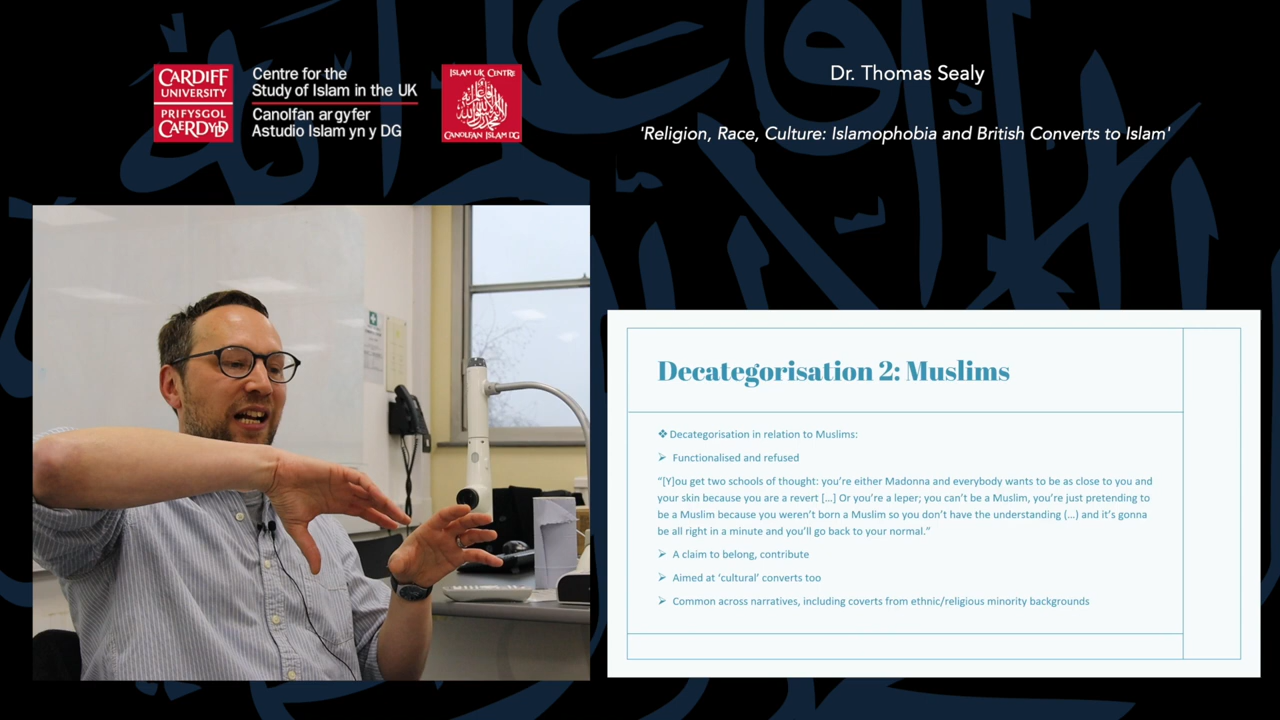 CARDIFF
UNIVERSITY
PRIFYSGOL
CAERDYDD
Centre for the
Study of Islam in the UK
Canolfan ar gyfer
Astudio Islam yn y DG
ISLAM UK CENTRE
CANOLFAN ISLAM DG
Dr. Thomas Sealy
'Religion, Race, Culture: Islamophobia and British Converts to Islam'
Decategorisation 2: Muslims
❖ Decategorisation in relation to Muslims:
➢ Functionalised and refused
“[Y]ou get two schools of thought: you’re either Madonna and everybody wants to be as close to you and
your skin because you are a revert […] Or you’re a leper; you can’t be a Muslim, you’re just pretending to
be a Muslim because you weren’t born a Muslim so you don’t have the understanding (…) and it’s gonna
be all right in a minute and you’ll go back to your normal.”
➢ A claim to belong, contribute
➢ Aimed at ‘cultural’ converts too
➢ Common across narratives, including coverts from ethnic/religious minority backgrounds